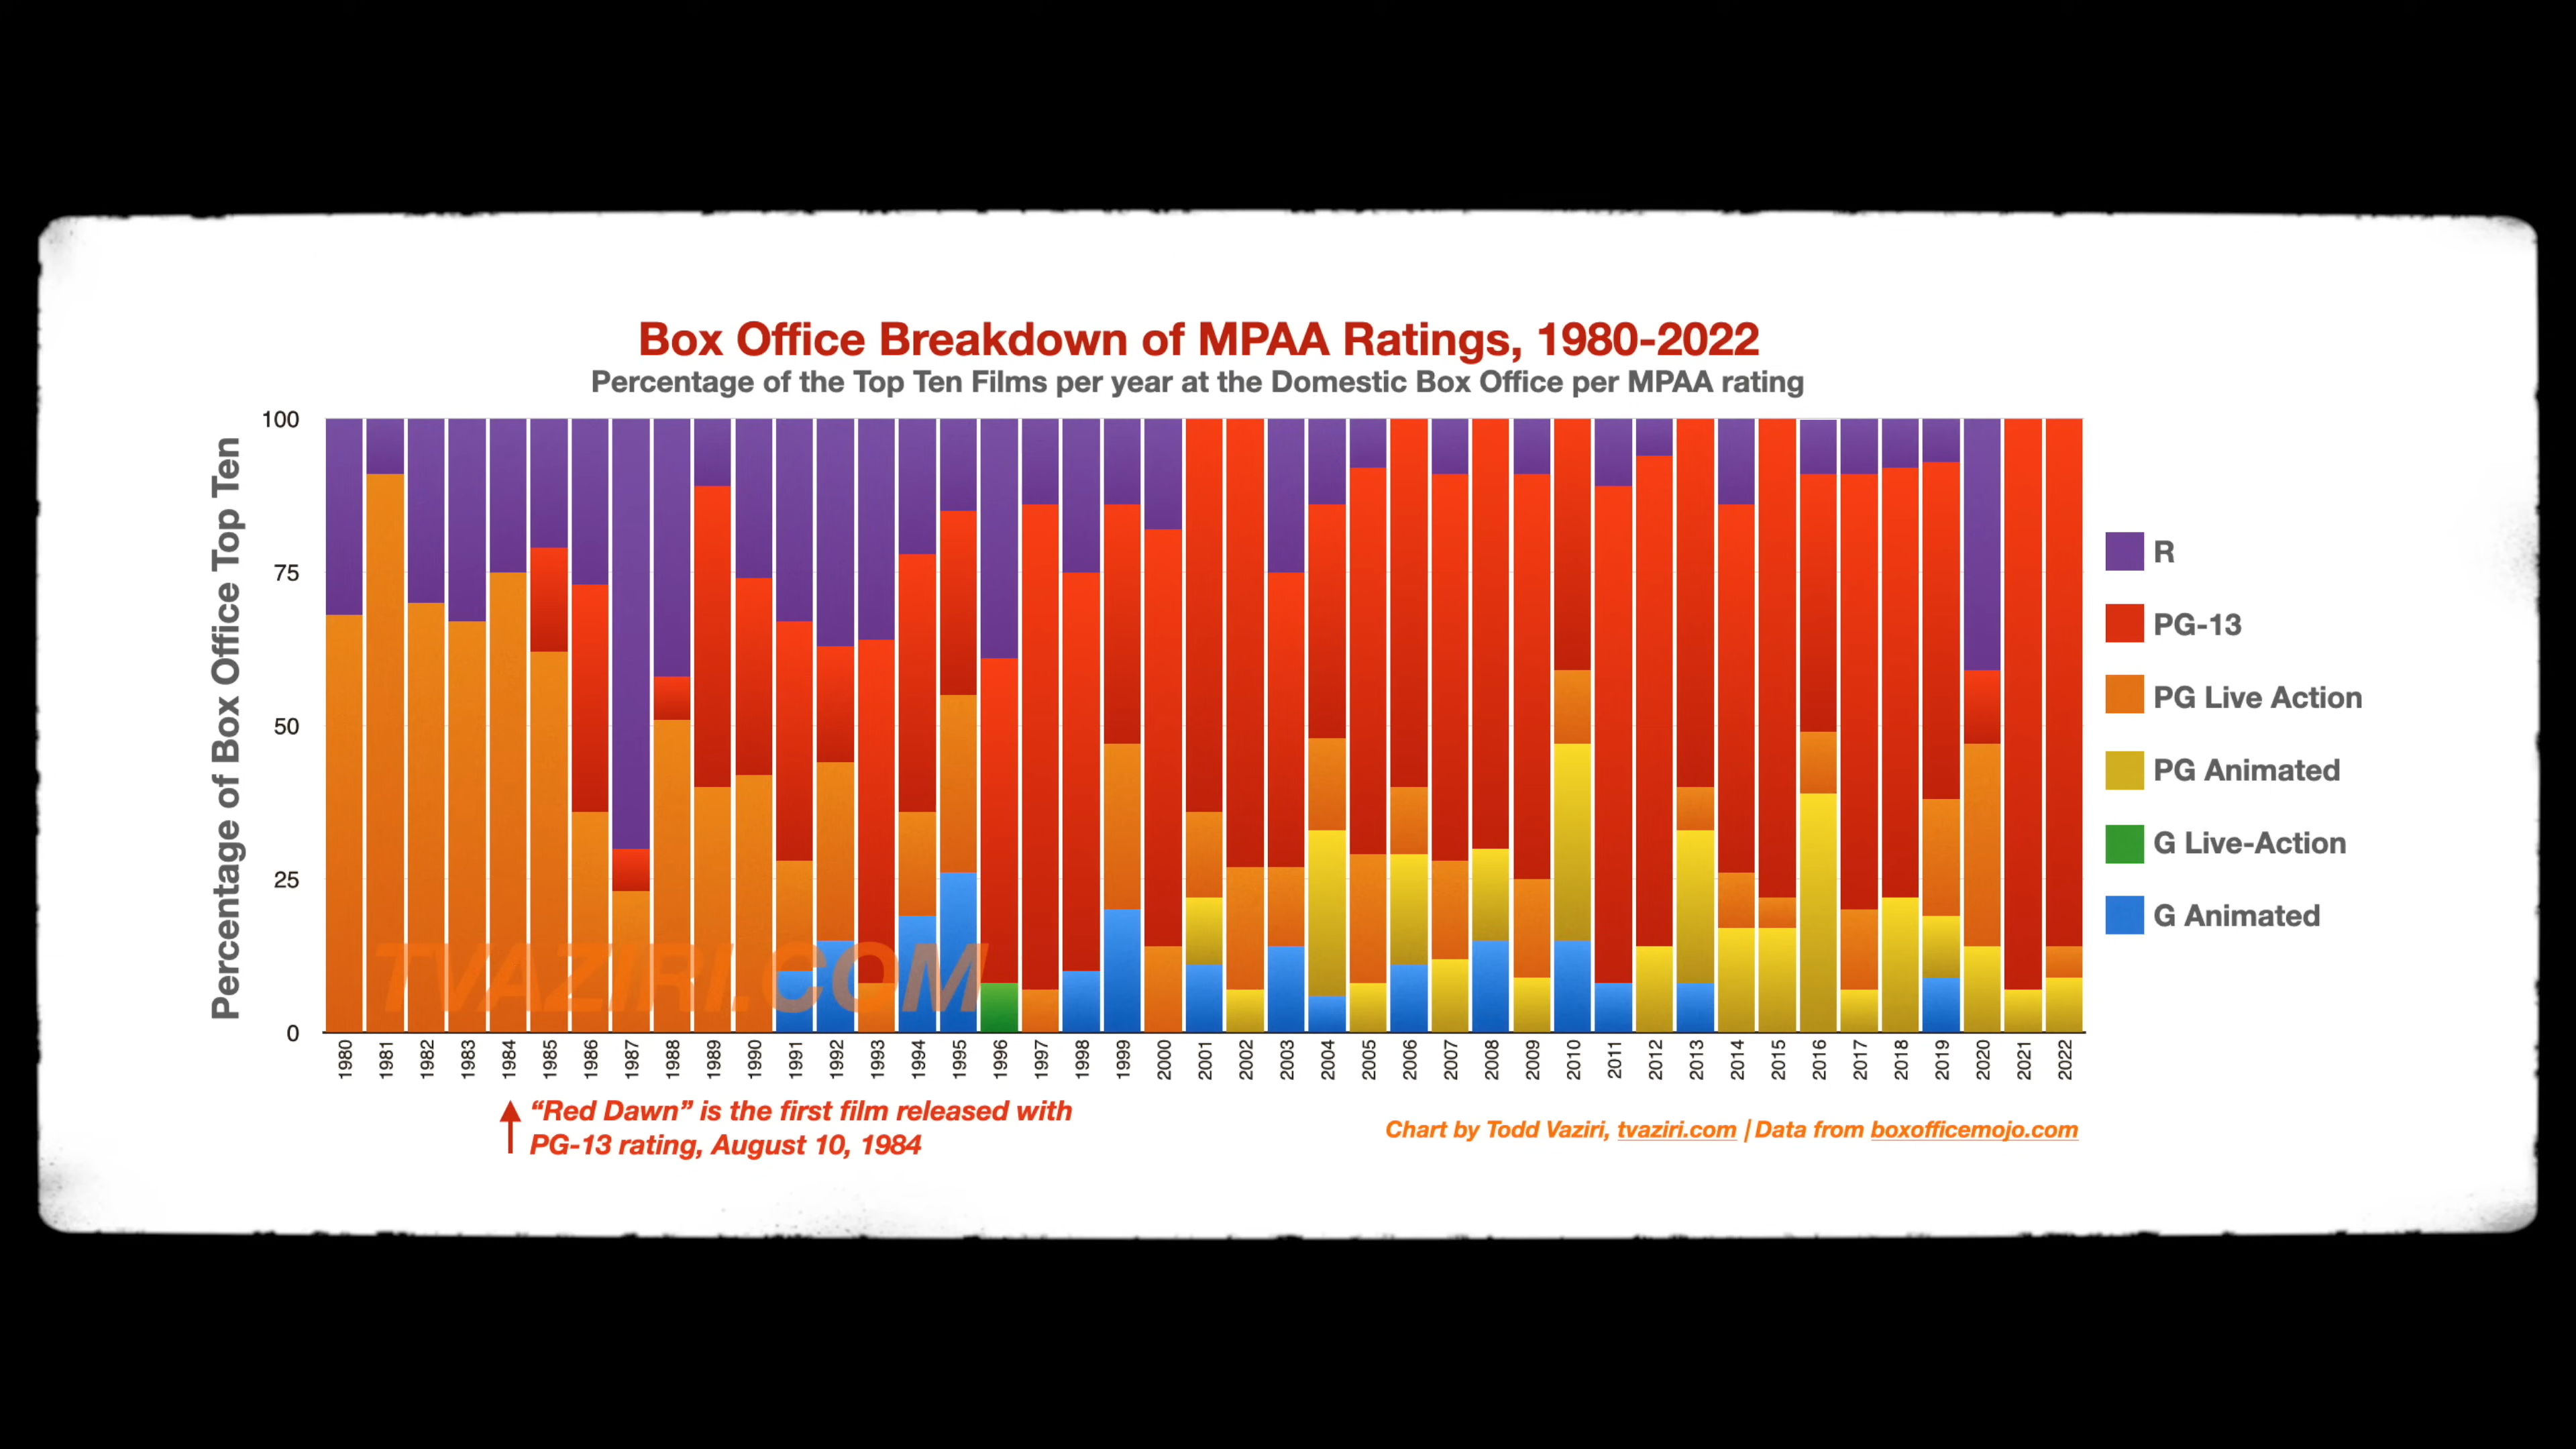 Box Office Breakdown of MPAA Ratings, 1980-2022
Percentage of the Top Ten Films per year at the Domestic Box Office per MPAA rating
Percentage of Box Office Top Ten
100
75
50
25
0
R
PG-13
PG Live Action
PG Animated
G Live-Action
G Animated
TVAZIRI.COM
1980 1981 1982 1983 1984 1985 1986 1987 1988 1989 1990 1991 1992 1993 1994 1995 1996 1997 1998 1999 2000 2001 2002 2003 2004 2005 2006 2007 2008 2009 2010 2011 2012 2013 2014 2015 2016 2017 2018 2019 2020 2021 2022
“Red Dawn” is the first film released with
PG-13 rating, August 10, 1984
Chart by Todd Vaziri, tvaziri.com | Data from boxofficemojo.com